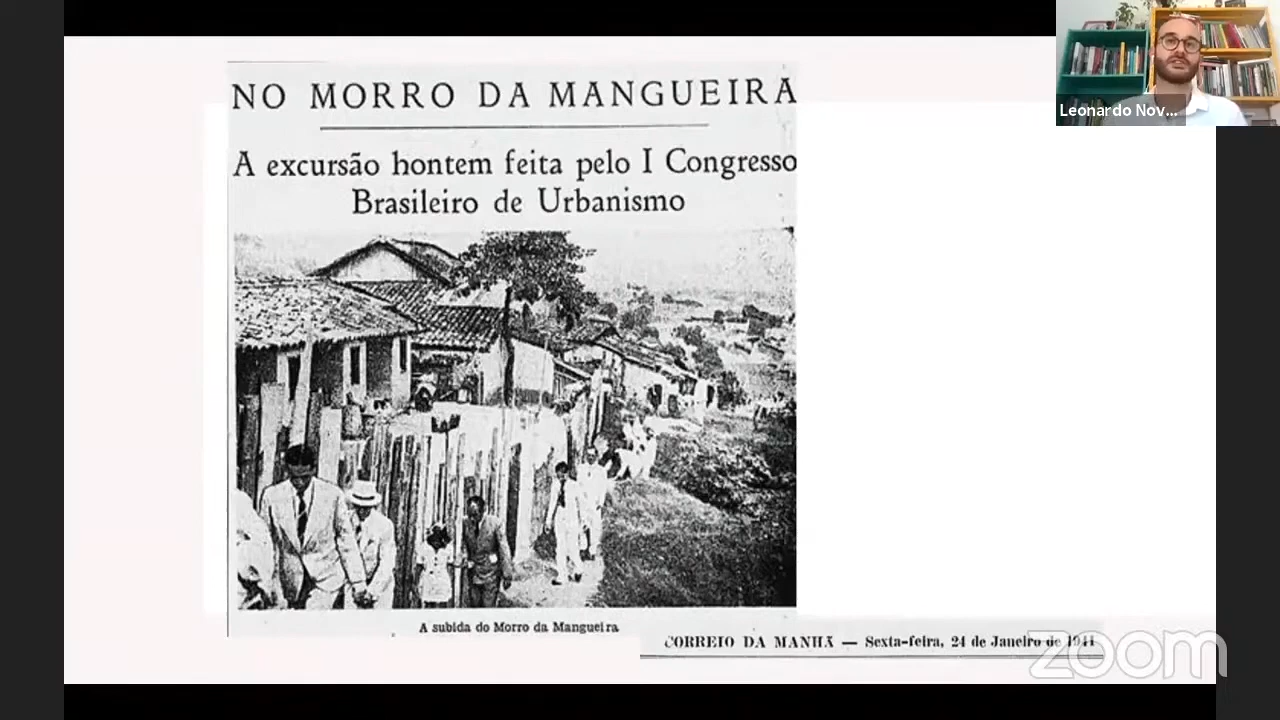 NO MORRO DA MANGUEIRA
A excursão hontem feita pelo I Congresso
Brasileiro de Urbanismo
A subida do Morro da Mangueira
CORREIO DA MANHÃ — Sexta-feira, 24 de Janeiro de 1941
zoom
Leonardo Nov...